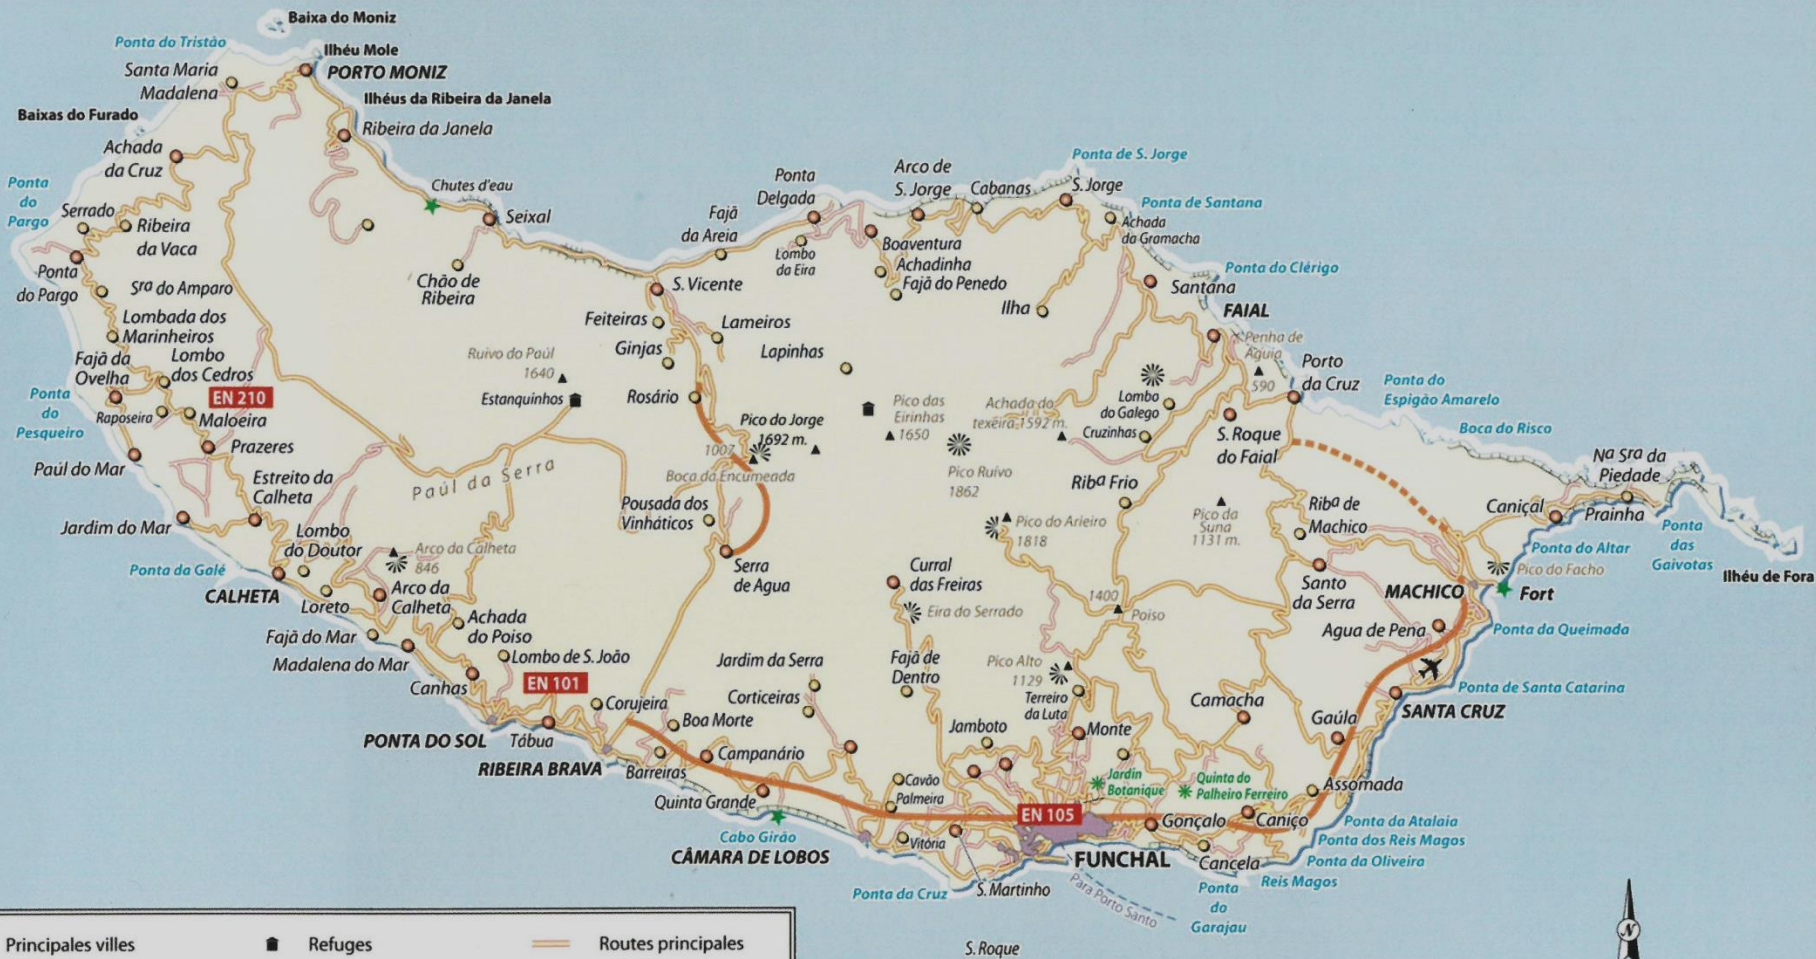 Baixa do Moniz
Ponta do Tristão
Ilhéu Mole
PORTO MONIZ
Santa Maria
Madalena
Ilhéus da Ribeira da Janela
Baixas do Furado
Ribeira da Janela
Achada
da Cruz
Ponta
do
Pargo
Chutes d'eau
Seixal
Serrado
Ribeira
da Vaca
Ponta
do Pargo
Sra do Amparo
Chão de
Ribeira
Lombada dos
Marinheiros
Fajã da
Ovelha
Lombo
dos Cedros
EN 210
Ponta
do
Pesqueiro
Raposeira
Maloeira
Prazeres
Paúl do Mar
Estreito da
Calheta
Jardim do Mar
Lombo
do Doutor
Ponta da Galé
CALHETA
Loreto
Arco da Calheta
846
Arco da
Calheta
Fajã do Mar
Madalena do Mar
Achada
do Poiso
Lombo de S. João
Canhas
EN 101
Corujeira
PONTA DO SOL
Tábua
RIBEIRA BRAVA
Boa Morte
Barreiras
Campanário
Quinta Grande
Cabo Girão
CÂMARA DE LOBOS
Ponta
Delgada
Fajã
da Areia
Lombo
da Eira
S. Vicente
Feiteiras
Lameiros
Ginjas
Lapinhas
Ruivo do Paúl
1640
Estanquinhos
Rosário
Pico do Jorge
1692 m.
1007
Boca da Encumeada
Paúl da Serra
Pousada dos
Vinháticos
Serra
de Agua
Arco de
S. Jorge
Cabanas
S. Jorge
Ponta de S. Jorge
Ponta de Santana
Achada
da Gramacha
Boaventura
Achadinha
Fajã do Penedo
Ilha
Ponta do Clérigo
Santana
FAIAL
Penha de
Aguia
590
Porto
da Cruz
Ponta do
Espigão Amarelo
Boca do Risco
Pico das
Eirinhas
1650
Achada do
texeira 1592 m.
Lombo
do Galego
Cruzinhas
S. Roque
do Faial
Pico Ruivo
1862
Riba Frio
Pico do Arieiro
1818
Pico da
Suna
1131 m.
Riba de
Machico
Na Sra da
Piedade
Caniçal
Prainha
Ponta
das
Gaivotas
Ponta do Altar
Pico do Facho
Ilhéu de Fora
Santo
da Serra
MACHICO
Fort
Curral
das Freiras
Eira do Serrado
1400
Poiso
Agua de Pena
Ponta da Queimada
Jardim da Serra
Corticeiras
Fajã de
Dentro
Pico Alto
1129
Terreiro
da Luta
Camacha
Ponta de Santa Catarina
SANTA CRUZ
Gaúla
Jamboto
Monte
Cavão
Palmeira
Jardin
Botanique
Quinta do
Palheiro Ferreiro
Assomada
EN 105
Gonçalo
Caniço
Ponta da Atalaia
Ponta dos Reis Magos
Ponta da Oliveira
Vitória
FUNCHAL
Cancela
Reis Magos
Ponta da Cruz
S. Martinho
Para Porto Santo
Ponta
do
Garajau
Principales villes
Refuges
Routes principales
S. Roque
N